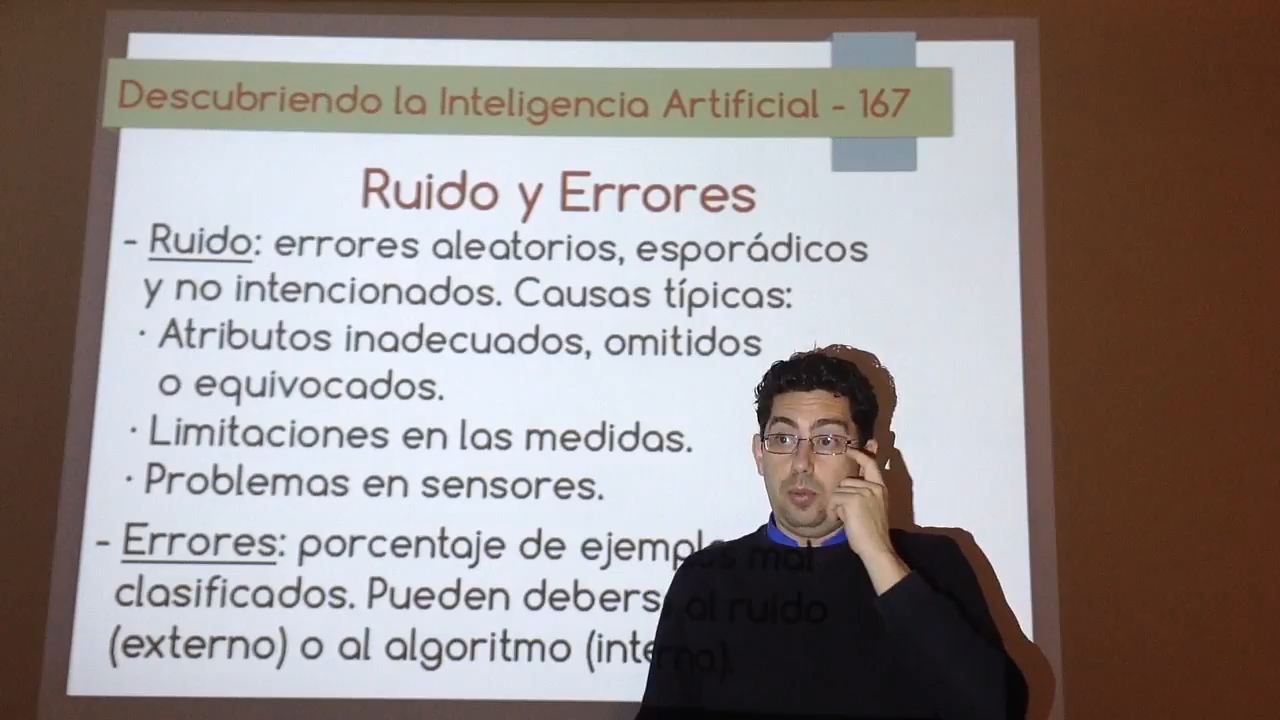 Descubriendo la Inteligencia Artificial - 167
Ruido y Errores
- Ruido: errores aleatorios, esporádicos
y no intencionados. Causas típicas:
· Atributos inadecuados, omitidos
o equivocados.
· Limitaciones en las medidas.
· Problemas en sensores.
- Errores: porcentaje de ejemplos mal
clasificados. Pueden deberse al ruido
(externo) o al algoritmo (interno).